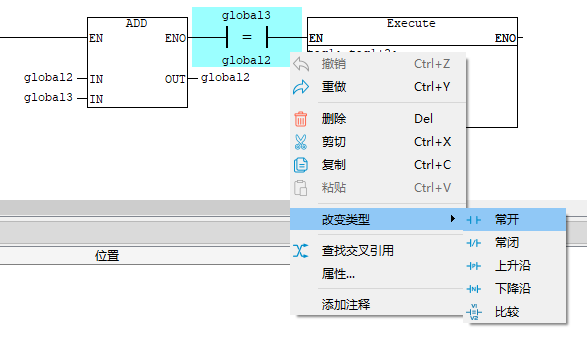 ADD
global3
Execute
EN
ENO
=
EN
ENO
global2
global2
IN
OUT
global2
global3
IN
撤销 Ctrl+Z
重做 Ctrl+Y
删除 Del
剪切 Ctrl+X
复制 Ctrl+C
粘贴 Ctrl+V
改变类型
常开
常闭
查找交叉引用
位置
P
上升沿
属性...
N
下降沿
添加注释
V1
=
V2
比较